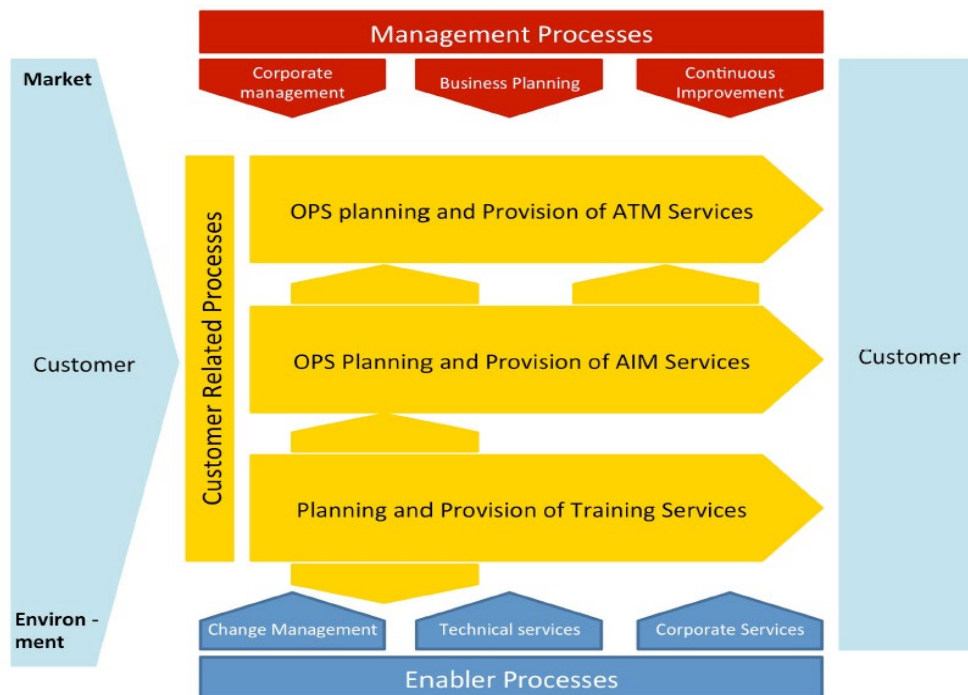 Management Processes
Market
Corporate
management
Business Planning
Continuous
Improvement
Customer Related Processes
OPS planning and Provision of ATM Services
Customer
OPS Planning and Provision of AIM Services
Customer
Planning and Provision of Training Services
Environ -
ment
Change Management
Technical services
Corporate Services
Enabler Processes